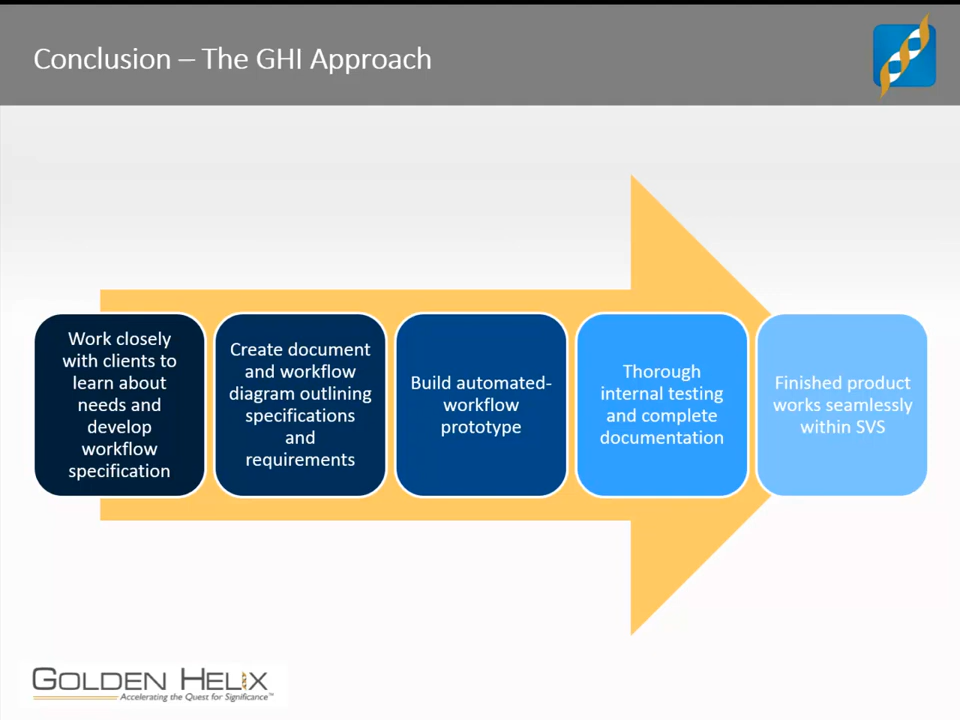 Conclusion – The GHI Approach
Work closely
with clients to
learn about
needs and
develop
workflow
specification
Create document
and workflow
diagram outlining
specifications
and
requirements
Build automated-
workflow
prototype
Thorough
internal testing
and complete
documentation
Finished product
works seamlessly
within SVS
GOLDEN HELIX
Accelerating the Quest for Significance™